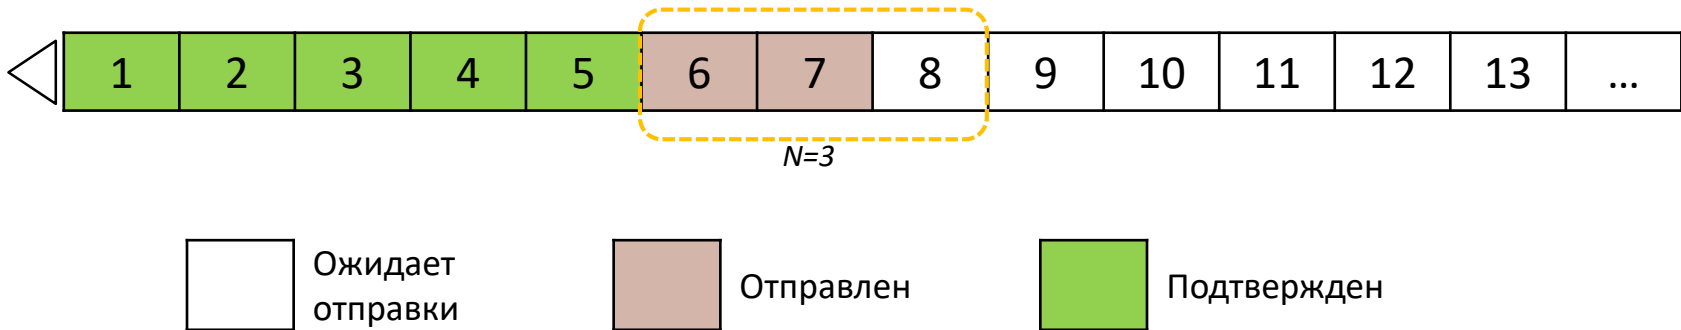 1 2 3 4 5 6 7 8 9 10 11 12 13 ...
N=3
Ожидает
отправки
Отправлен
Подтвержден